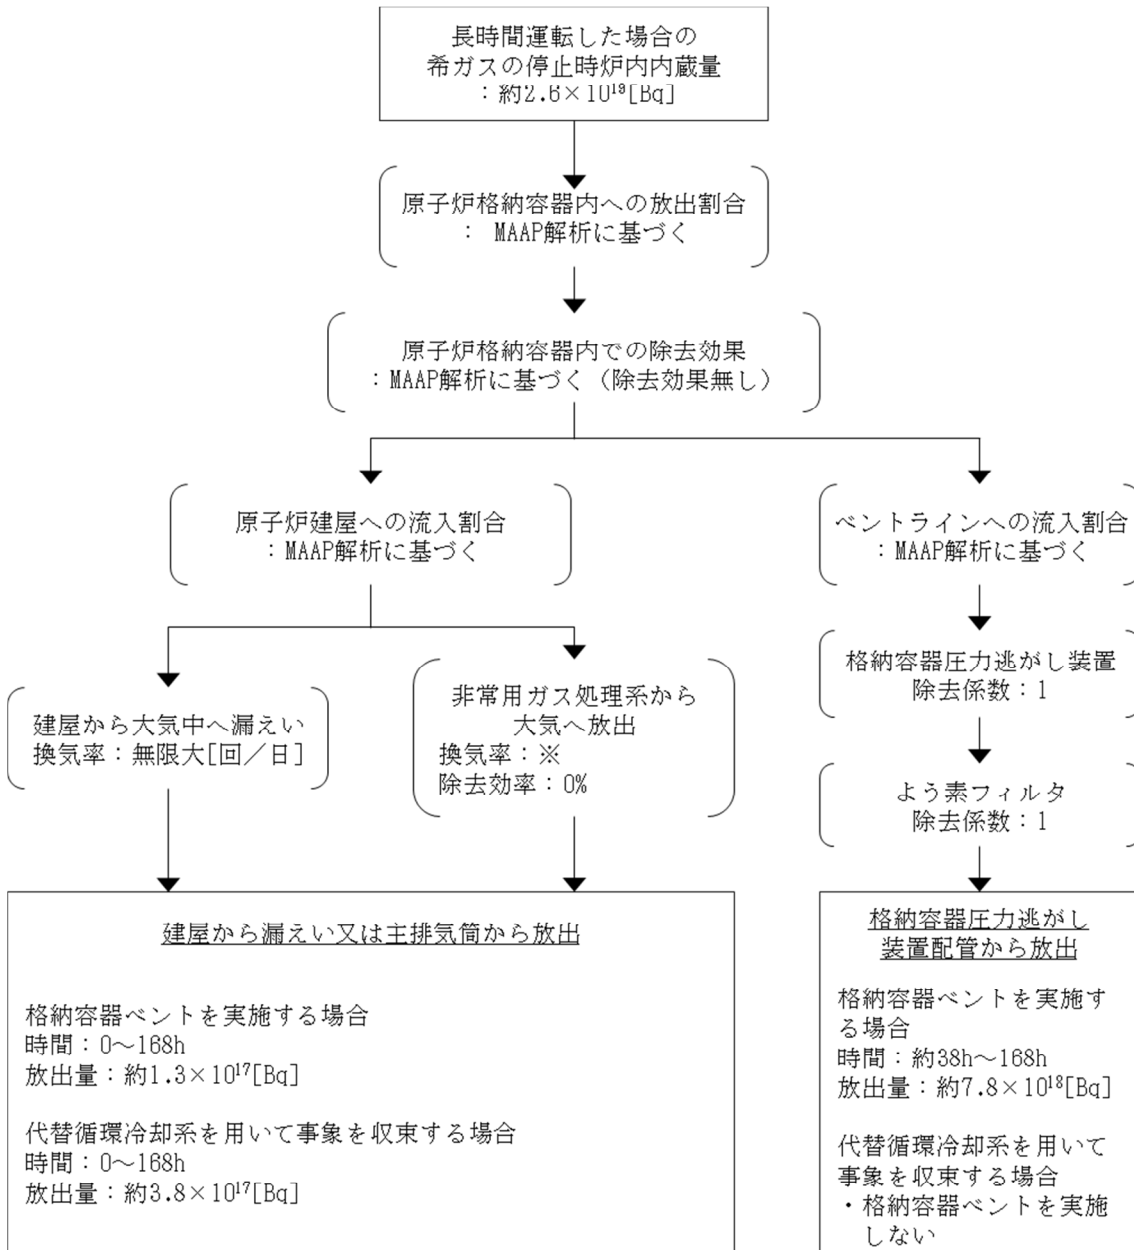 長時間運転した場合の
希ガスの停止時炉内内蔵量
：約2.6×10¹⁹[Bq]
原子炉格納容器内への放出割合
： MAAP解析に基づく
原子炉格納容器内での除去効果
：MAAP解析に基づく（除去効果無し）
原子炉建屋への流入割合
：MAAP解析に基づく
ベントラインへの流入割合
：MAAP解析に基づく
建屋から大気中へ漏えい
換気率：無限大[回／日]
非常用ガス処理系から
大気へ放出
換気率：※
除去効率：0%
格納容器圧力逃がし装置
除去係数：1
よう素フィルタ
除去係数：1
建屋から漏えい又は主排気筒から放出
格納容器ベントを実施する場合
時間：0～168h
放出量：約1.3×10¹⁷[Bq]
代替循環冷却系を用いて事象を収束する場合
時間：0～168h
放出量：約3.8×10¹⁷[Bq]
格納容器圧力逃がし
装置配管から放出
格納容器ベントを実施す
る場合
時間：約38h～168h
放出量：約7.8×10¹⁸[Bq]
代替循環冷却系を用いて
事象を収束する場合
・格納容器ベントを実施
しない